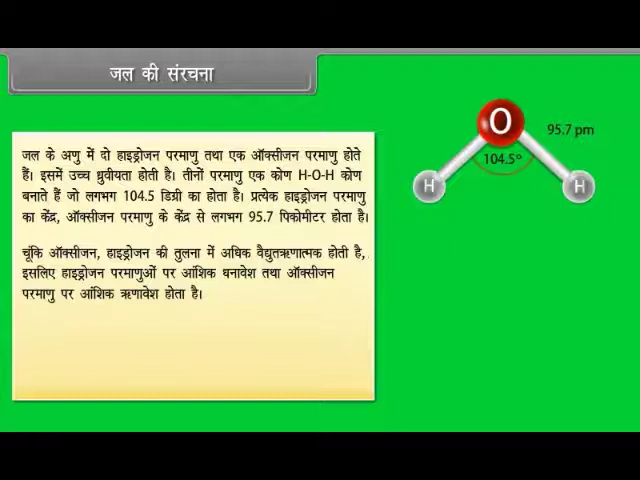 जल की संरचना
जल के अणु में दो हाइड्रोजन परमाणु तथा एक ऑक्सीजन परमाणु होते
हैं। इसमें उच्च ध्रुवीयता होती है। तीनों परमाणु एक कोण H-O-H कोण
बनाते हैं जो लगभग 104.5 डिग्री का होता है। प्रत्येक हाइड्रोजन परमाणु
का केंद्र, ऑक्सीजन परमाणु के केंद्र से लगभग 95.7 पिकोमीटर होता है।
चूंकि ऑक्सीजन, हाइड्रोजन की तुलना में अधिक वैद्युतऋणात्मक होती है,
इसलिए हाइड्रोजन परमाणुओं पर आंशिक धनावेश तथा ऑक्सीजन
परमाणु पर आंशिक ऋणावेश होता है।
O
95.7 pm
104.5°
H
H